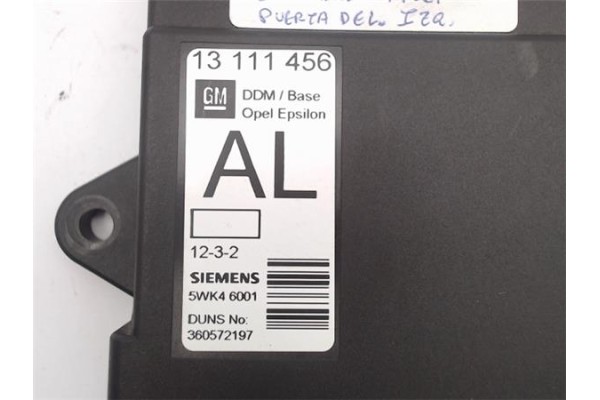 PUERTA DEL. IZQ.
13 111 456
GM
DDM / Base
Opel Epsilon
AL
12-3-2
SIEMENS
5WK4 6001
DUNS No:
360572197